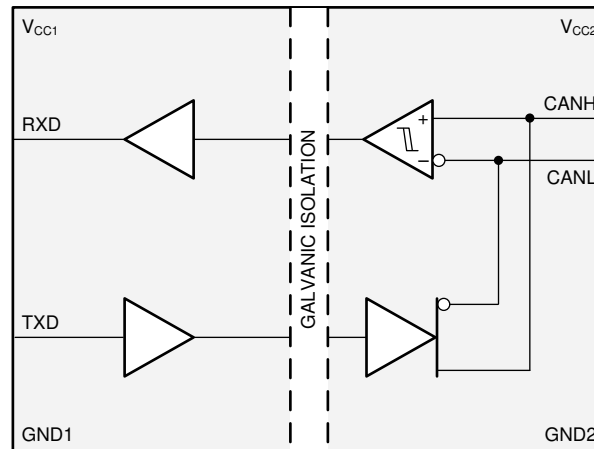 VCC1
VCC2
RXD
CANH
+
−
CANL
GALVANIC ISOLATION
TXD
GND1
GND2